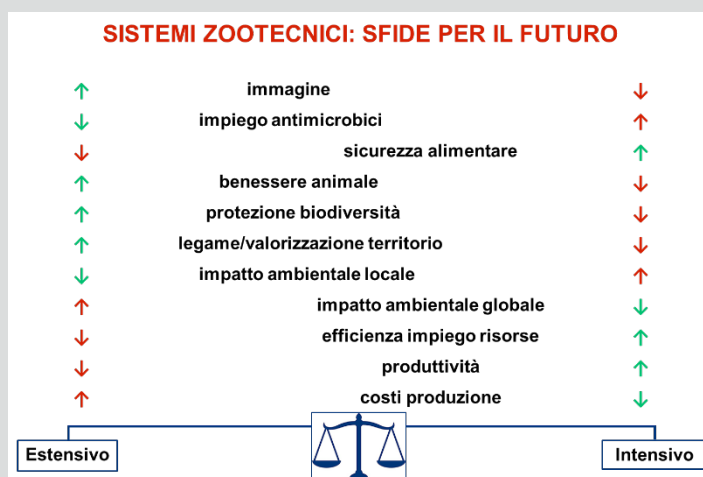 SISTEMI ZOOTECNICI: SFIDE PER IL FUTURO
immagine
impiego antimicrobici
sicurezza alimentare
benessere animale
protezione biodiversità
legame/valorizzazione territorio
impatto ambientale locale
impatto ambientale globale
efficienza impiego risorse
produttività
costi produzione
Estensivo
Intensivo